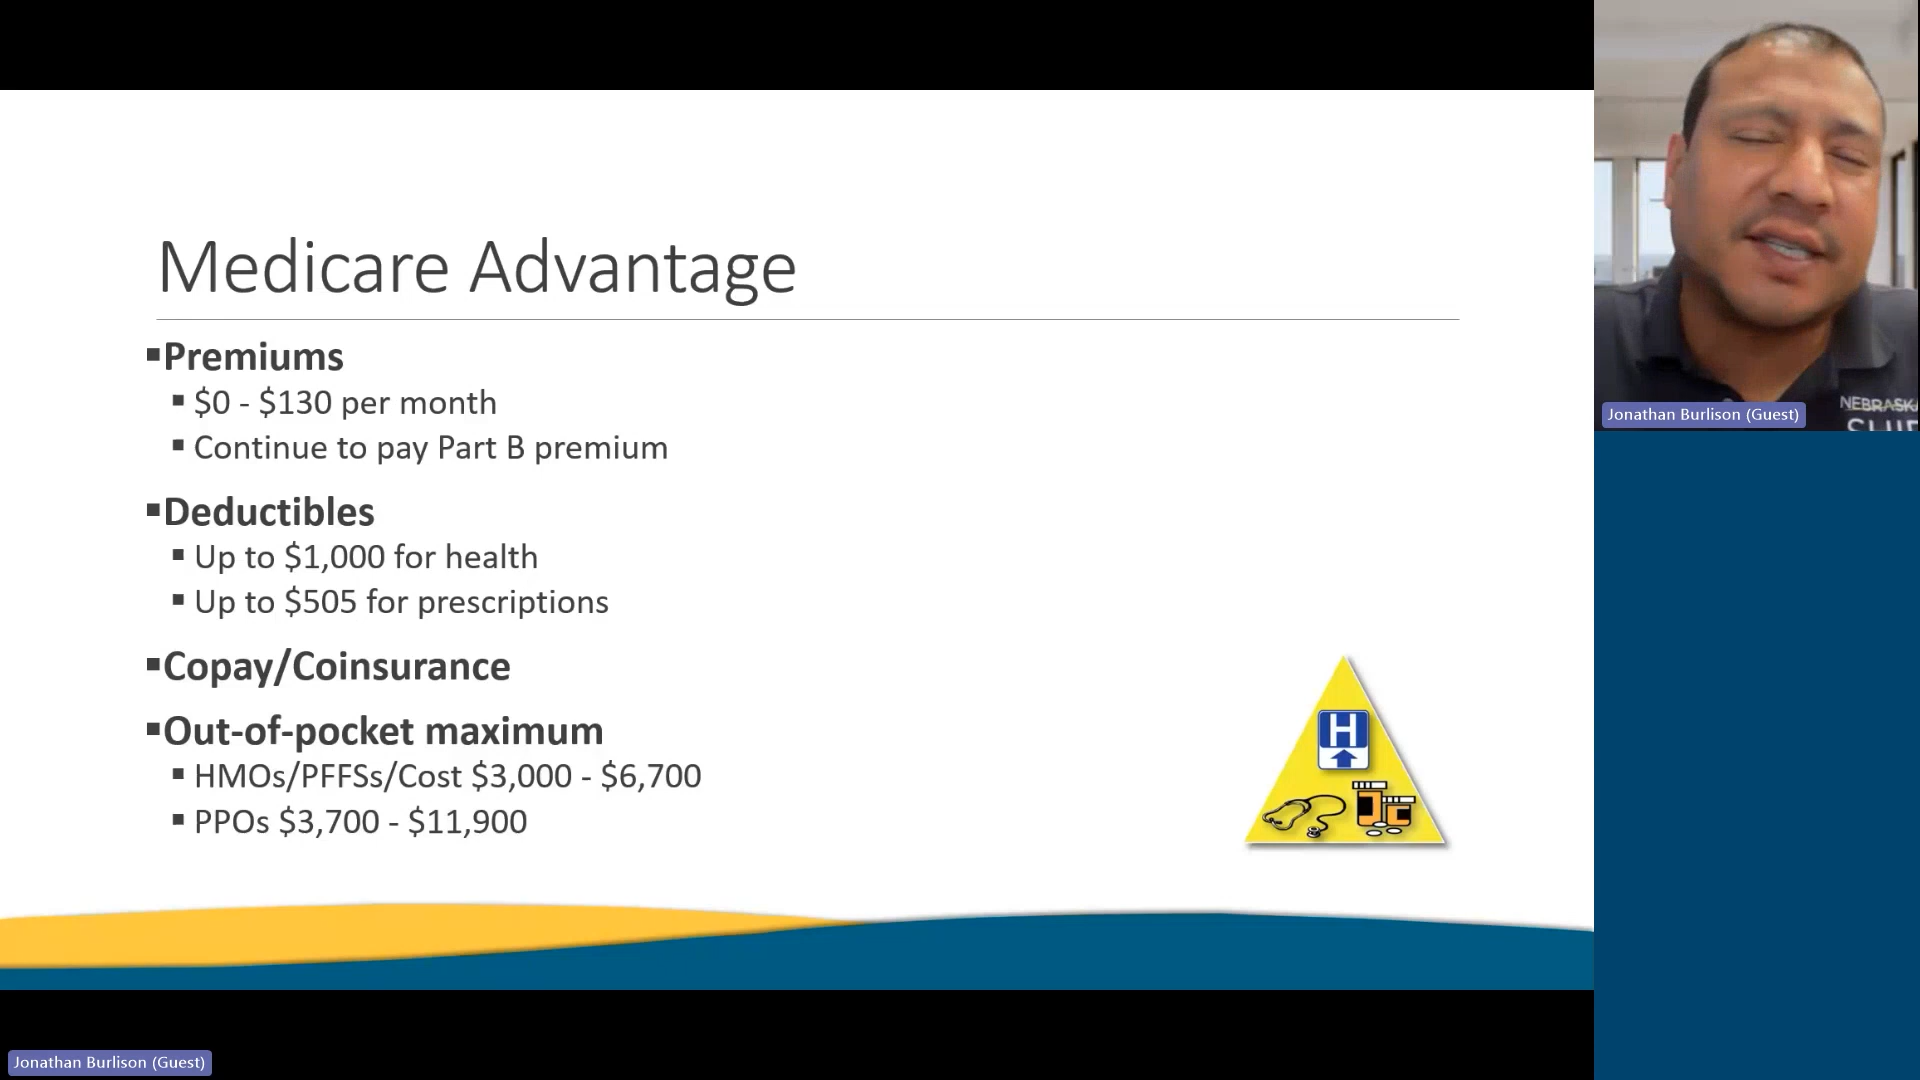 Medicare Advantage
▪Premiums
▪ $0 - $130 per month
▪ Continue to pay Part B premium
▪Deductibles
▪ Up to $1,000 for health
▪ Up to $505 for prescriptions
▪Copay/Coinsurance
▪Out-of-pocket maximum
▪ HMOs/PFFSs/Cost $3,000 - $6,700
▪ PPOs $3,700 - $11,900
H
NEBRASKA
Jonathan Burlison (Guest)
Jonathan Burlison (Guest)